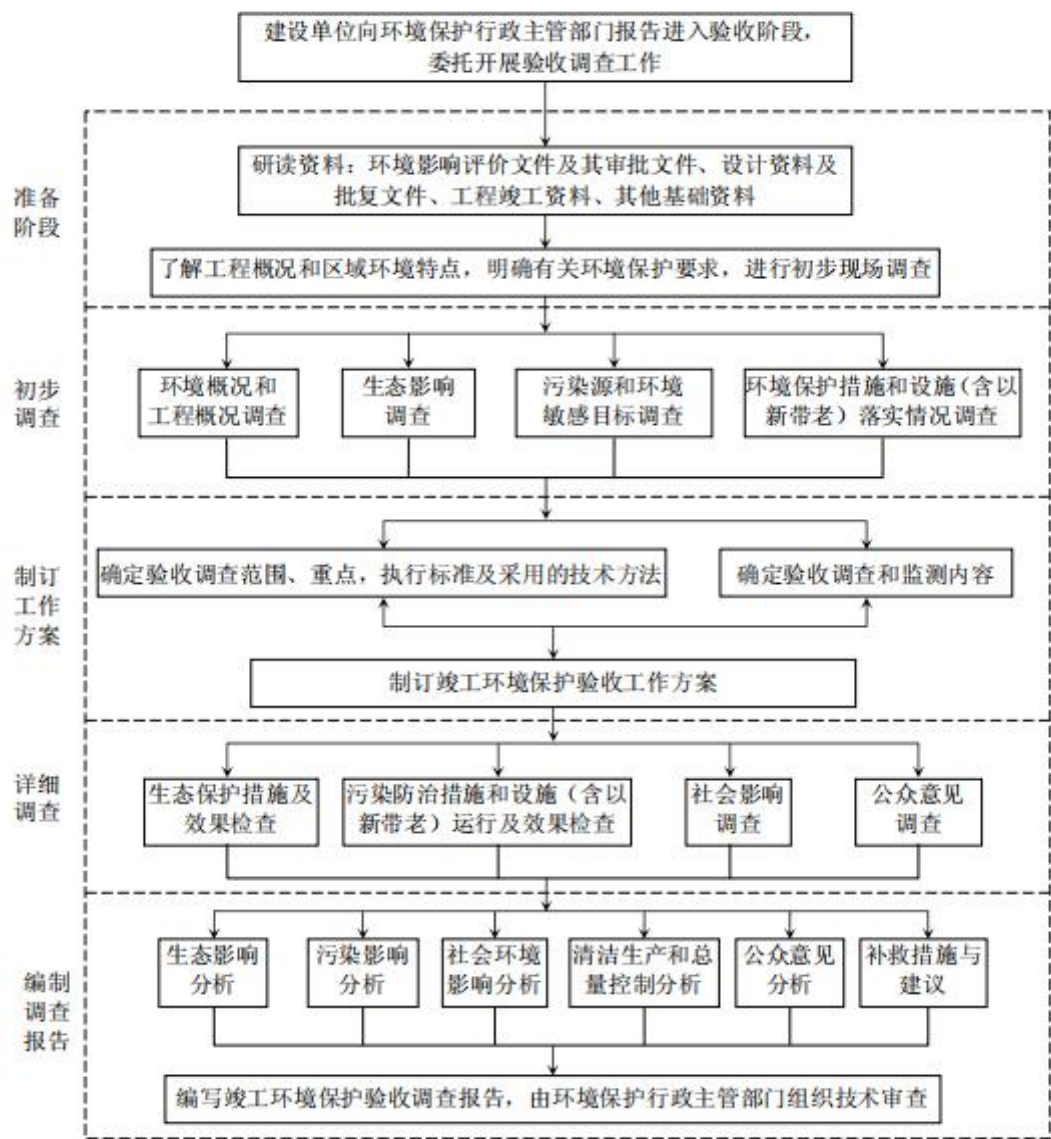 建设单位向环境保护行政主管部门报告进入验收阶段，
委托开展验收调查工作
准备
阶段
研读资料：环境影响评价文件及其审批文件、设计资料及
批复文件、工程竣工资料、其他基础资料
了解工程概况和区域环境特点，明确有关环境保护要求，进行初步现场调查
初步
调查
环境概况和
工程概况调查
生态影响
调查
污染源和环境
敏感目标调查
环境保护措施和设施（含以
新带老）落实情况调查
制订
工作
方案
确定验收调查范围、重点，执行标准及采用的技术方法
确定验收调查和监测内容
制订竣工环境保护验收工作方案
详细
调查
生态保护措施及
效果检查
污染防治措施和设施（含以
新带老）运行及效果检查
社会影响
调查
公众意见
调查
编制
调查
报告
生态影响
分析
污染影响
分析
社会环境
影响分析
清洁生产和总
量控制分析
公众意见
分析
补救措施与
建议
编写竣工环境保护验收调查报告，由环境保护行政主管部门组织技术审查